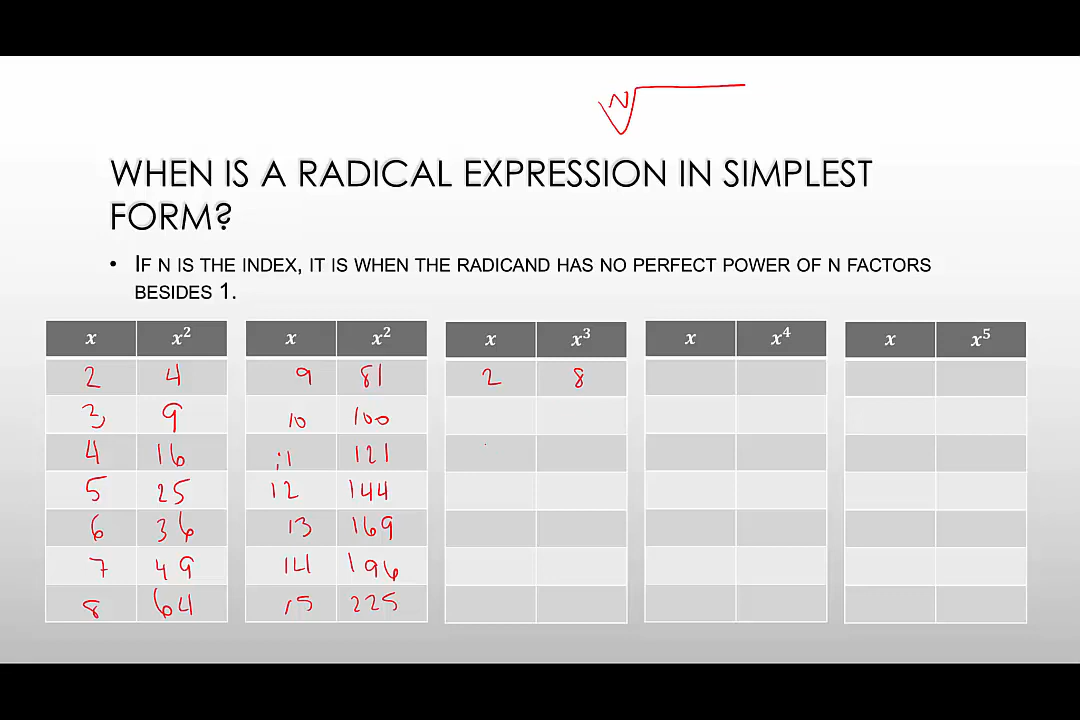 N
WHEN IS A RADICAL EXPRESSION IN SIMPLEST
FORM?
• IF N IS THE INDEX, IT IS WHEN THE RADICAND HAS NO PERFECT POWER OF N FACTORS
BESIDES 1.
x x² x x² x x³ x x⁴ x x⁵
2 4 9 81 2 8
3 9 10 100
4 16 11 121
5 25 12 144
6 36 13 169
7 49 14 196
8 64 15 225